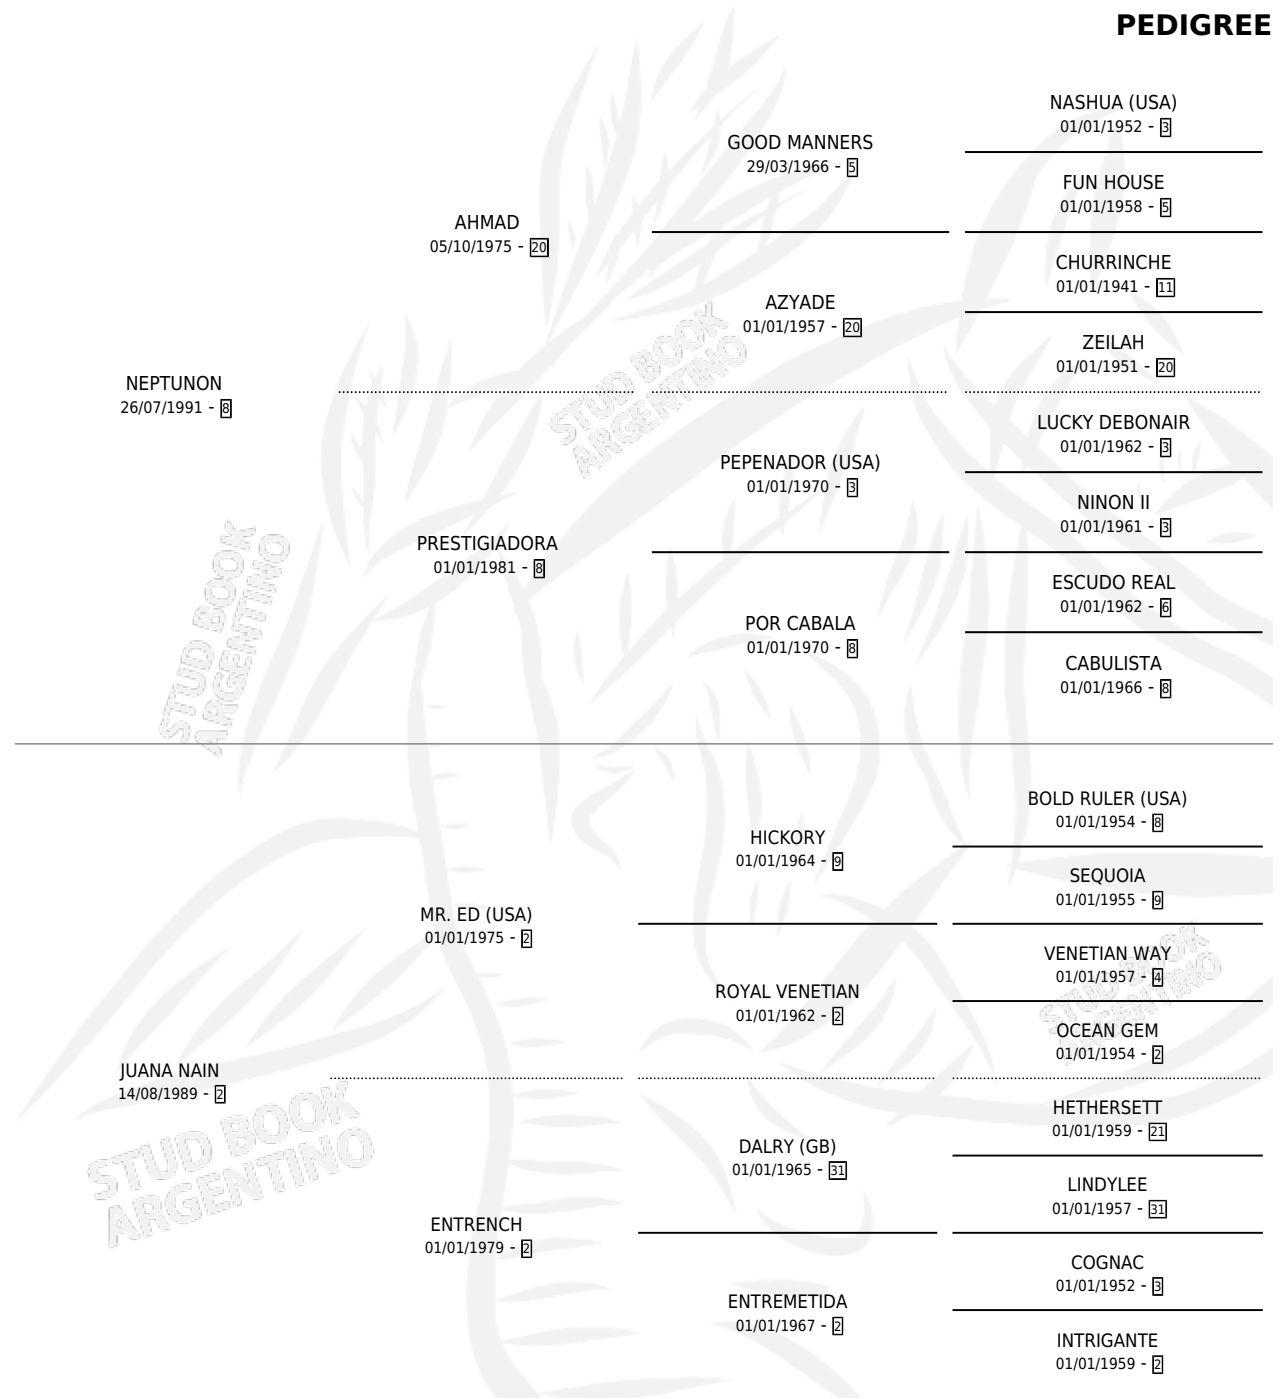 PEDIGREE
NASHUA (USA)
01/01/1952 - 3
GOOD MANNERS
29/03/1966 - 5
FUN HOUSE
01/01/1958 - 5
AHMAD
05/10/1975 - 20
CHURRINCHE
01/01/1941 - 11
AZYADE
01/01/1957 - 20
ZEILAH
01/01/1951 - 20
NEPTUNON
26/07/1991 - 8
LUCKY DEBONAIR
01/01/1962 - 3
PEPENADOR (USA)
01/01/1970 - 3
NINON II
01/01/1961 - 3
PRESTIGIADORA
01/01/1981 - 8
ESCUDO REAL
01/01/1962 - 6
POR CABALA
01/01/1970 - 8
CABULISTA
01/01/1966 - 8
BOLD RULER (USA)
01/01/1954 - 8
HICKORY
01/01/1964 - 9
SEQUOIA
01/01/1955 - 9
MR. ED (USA)
01/01/1975 - 2
VENETIAN WAY
01/01/1957 - 4
ROYAL VENETIAN
01/01/1962 - 2
OCEAN GEM
01/01/1954 - 2
JUANA NAIN
14/08/1989 - 2
HETHERSETT
01/01/1959 - 21
DALRY (GB)
01/01/1965 - 31
LINDYLEE
01/01/1957 - 31
ENTRENCH
01/01/1979 - 2
COGNAC
01/01/1952 - 3
ENTREMETIDA
01/01/1967 - 2
INTRIGANTE
01/01/1959 - 2
STUD BOOK
ARGENTINO
STUD BOOK
ARGENTINO
STUD BOOK
ARGENTINO
STUD BOOK
ARGENTINO